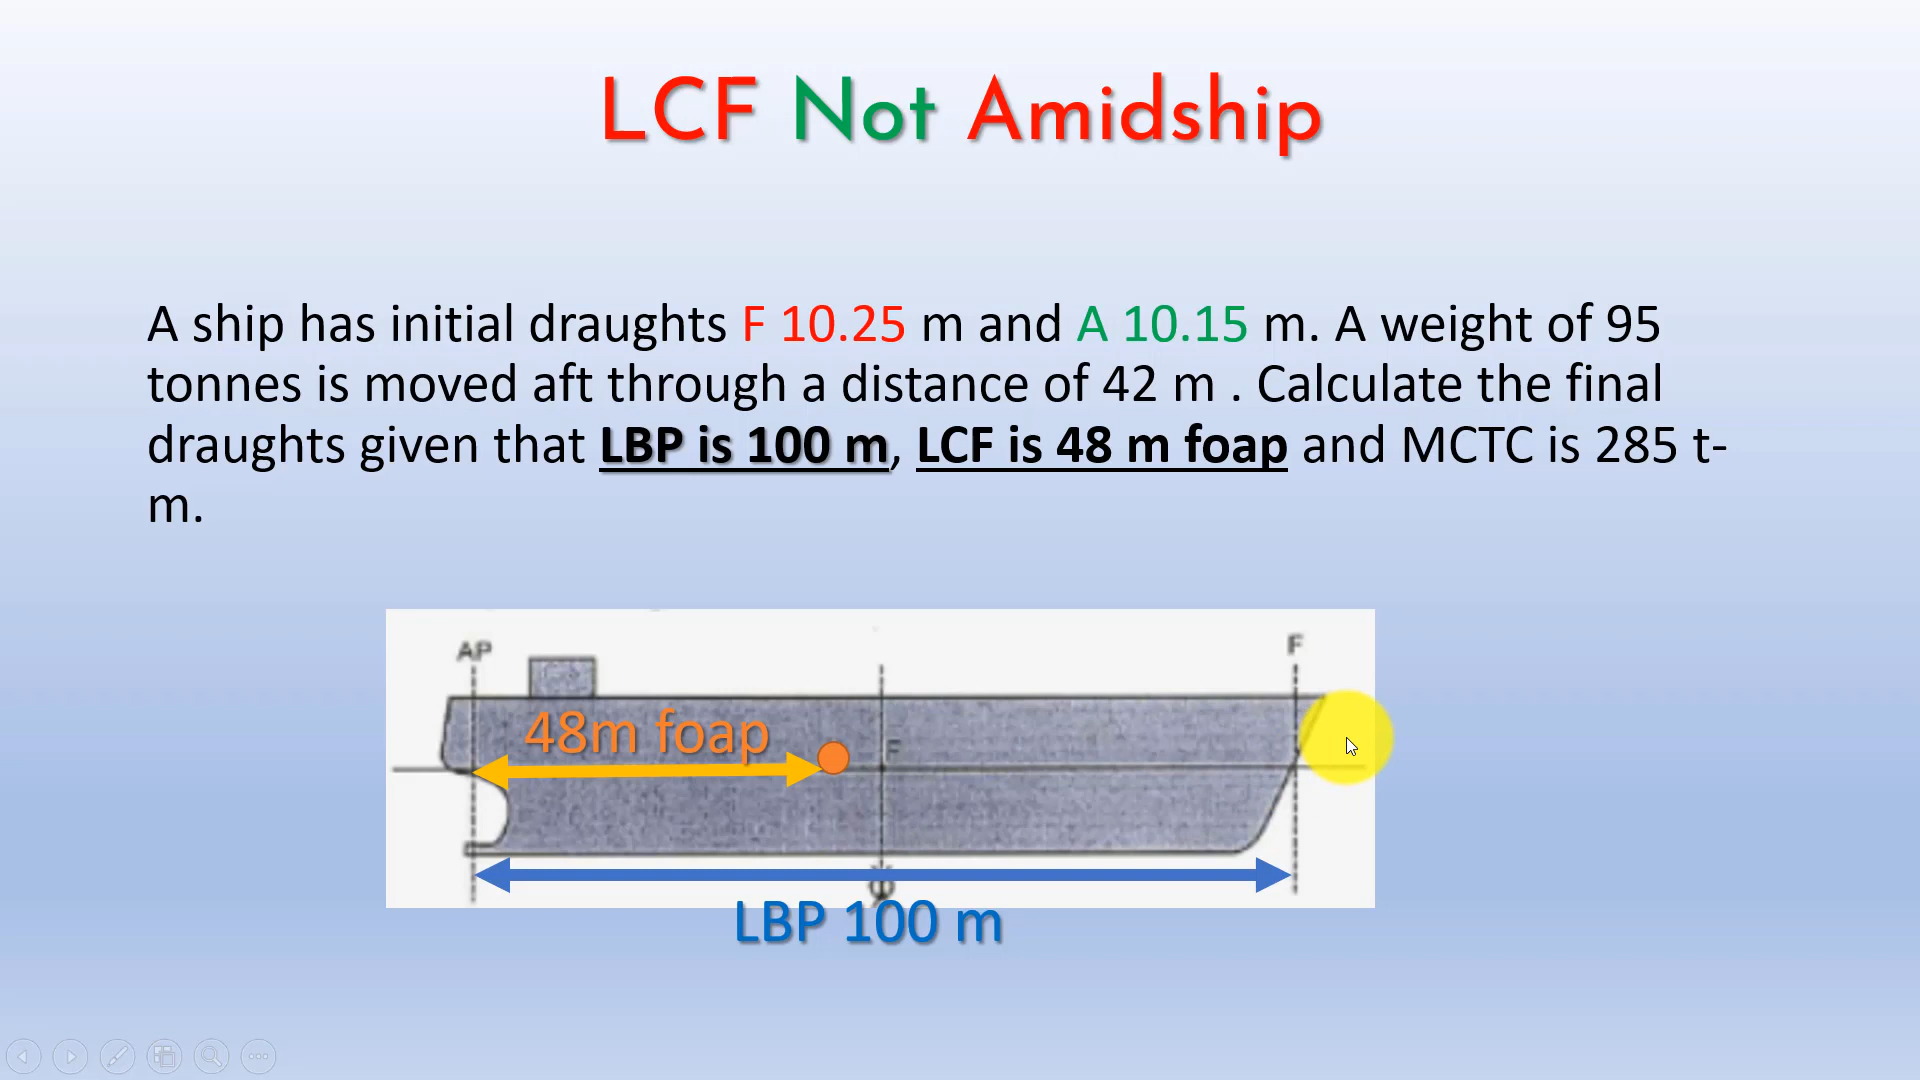 LCF Not Amidship
A ship has initial draughts F 10.25 m and A 10.15 m. A weight of 95
tonnes is moved aft through a distance of 42 m . Calculate the final
draughts given that LBP is 100 m, LCF is 48 m foap and MCTC is 285 t-
m.
AP
F
48m foap
F
LBP 100 m